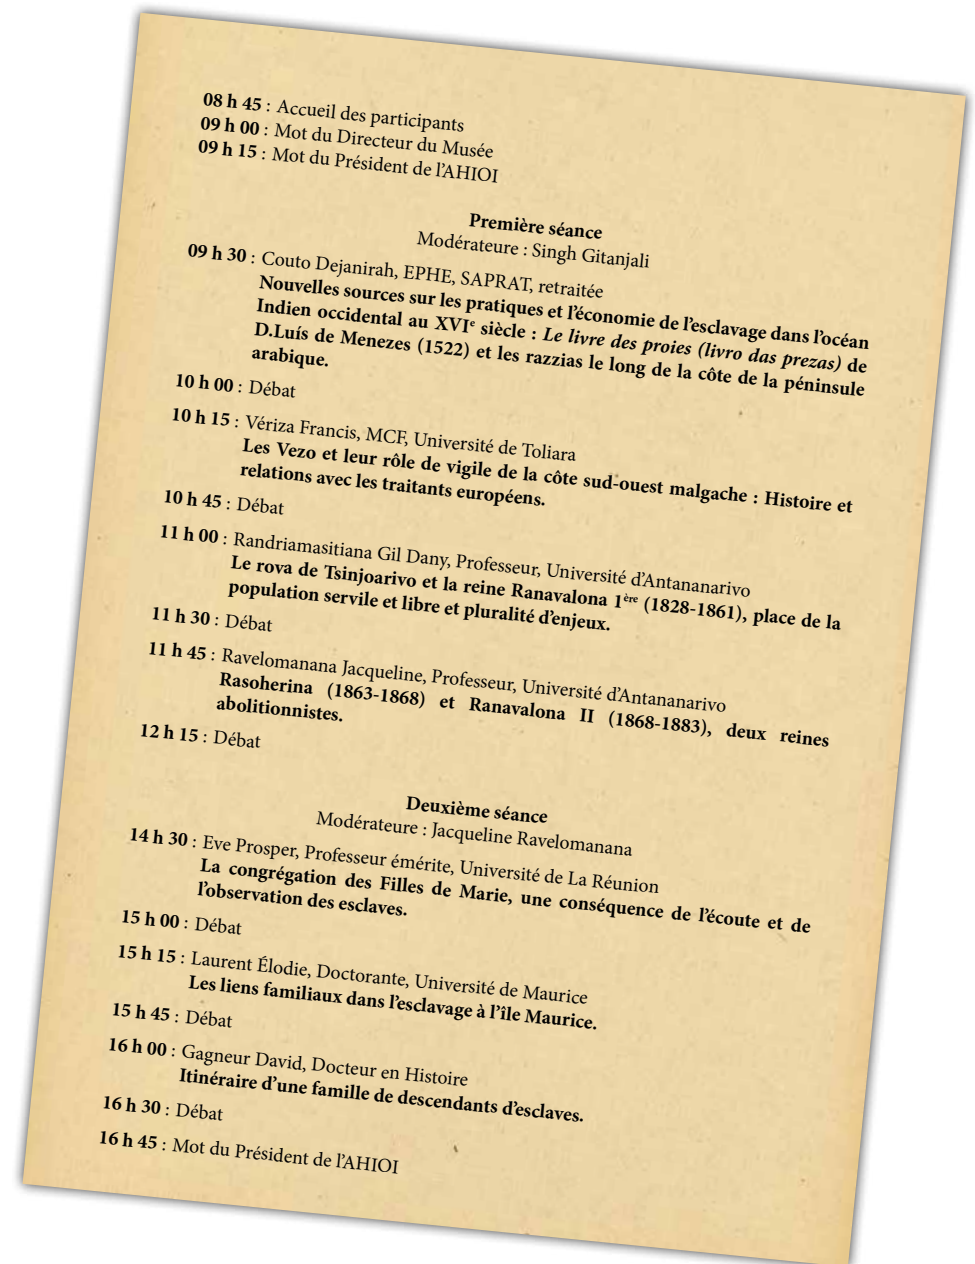 08 h 45 : Accueil des participants
09 h 00 : Mot du Directeur du Musée
09 h 15 : Mot du Président de l'AHIOI
Première séance
Modérateure : Singh Gitanjali
09 h 30 : Couto Dejanirah, EPHE, SAPRAT, retraitée
Nouvelles sources sur les pratiques et l'économie de l'esclavage dans l'océan
Indien occidental au XVIe siècle : Le livre des proies (livro das prezas) de
D.Luís de Menezes (1522) et les razzias le long de la côte de la péninsule
arabique.
10 h 00 : Débat
10 h 15 : Vériza Francis, MCF, Université de Toliara
Les Vezo et leur rôle de vigile de la côte sud-ouest malgache : Histoire et
relations avec les traitants européens.
10 h 45 : Débat
11 h 00 : Randriamasitiana Gil Dany, Professeur, Université d'Antananarivo
Le rova de Tsinjoarivo et la reine Ranavalona 1ère (1828-1861), place de la
population servile et libre et pluralité d'enjeux.
11 h 30 : Débat
11 h 45 : Ravelomanana Jacqueline, Professeur, Université d'Antananarivo
Rasoherina (1863-1868) et Ranavalona II (1868-1883), deux reines
abolitionnistes.
12 h 15 : Débat
Deuxième séance
Modérateure : Jacqueline Ravelomanana
14 h 30 : Eve Prosper, Professeur émérite, Université de La Réunion
La congrégation des Filles de Marie, une conséquence de l'écoute et de
l'observation des esclaves.
15 h 00 : Débat
15 h 15 : Laurent Élodie, Doctorante, Université de Maurice
Les liens familiaux dans l'esclavage à l'île Maurice.
15 h 45 : Débat
16 h 00 : Gagneur David, Docteur en Histoire
Itinéraire d'une famille de descendants d'esclaves.
16 h 30 : Débat
16 h 45 : Mot du Président de l'AHIOI